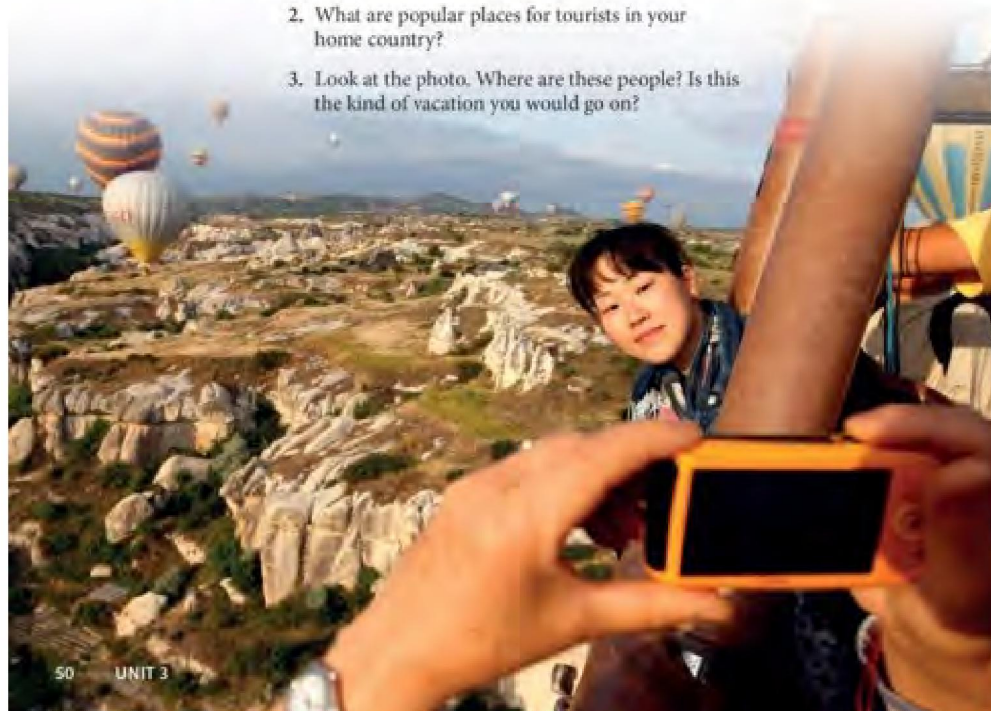 2. What are popular places for tourists in your
home country?
3. Look at the photo. Where are these people? Is this
the kind of vacation you would go on?
50 UNIT 3